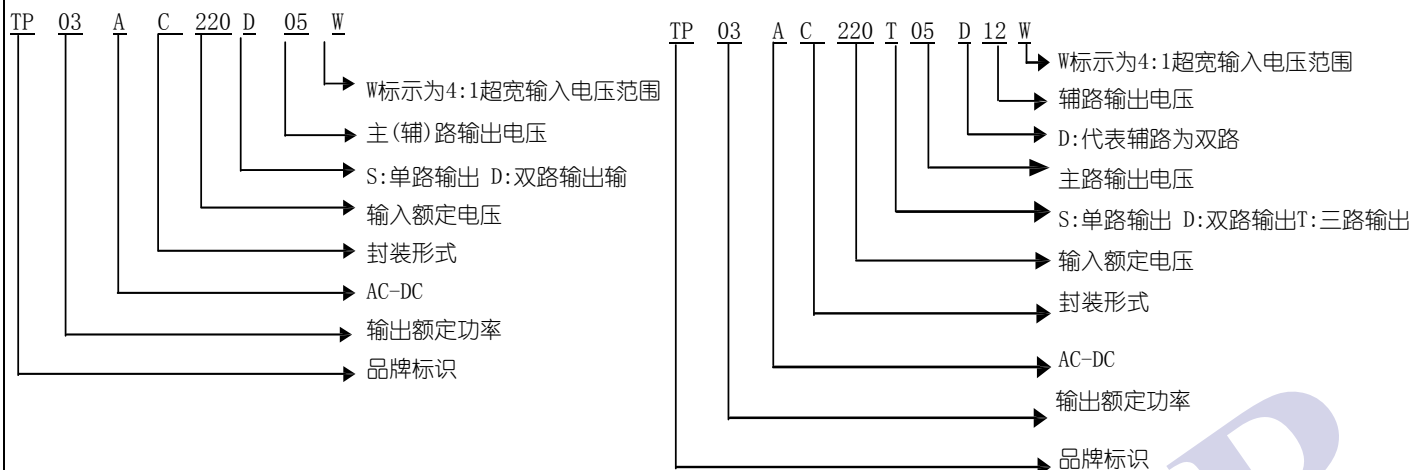 TP 03 A C 220 D 05 W
W标示为4:1超宽输入电压范围
主(辅)路输出电压
S:单路输出 D:双路输出输
输入额定电压
封装形式
AC-DC
输出额定功率
品牌标识
TP 03 A C 220 T 05 D 12 W
W标示为4:1超宽输入电压范围
辅路输出电压
D:代表辅路为双路
主路输出电压
S:单路输出 D:双路输出T:三路输出
输入额定电压
封装形式
AC-DC
输出额定功率
品牌标识